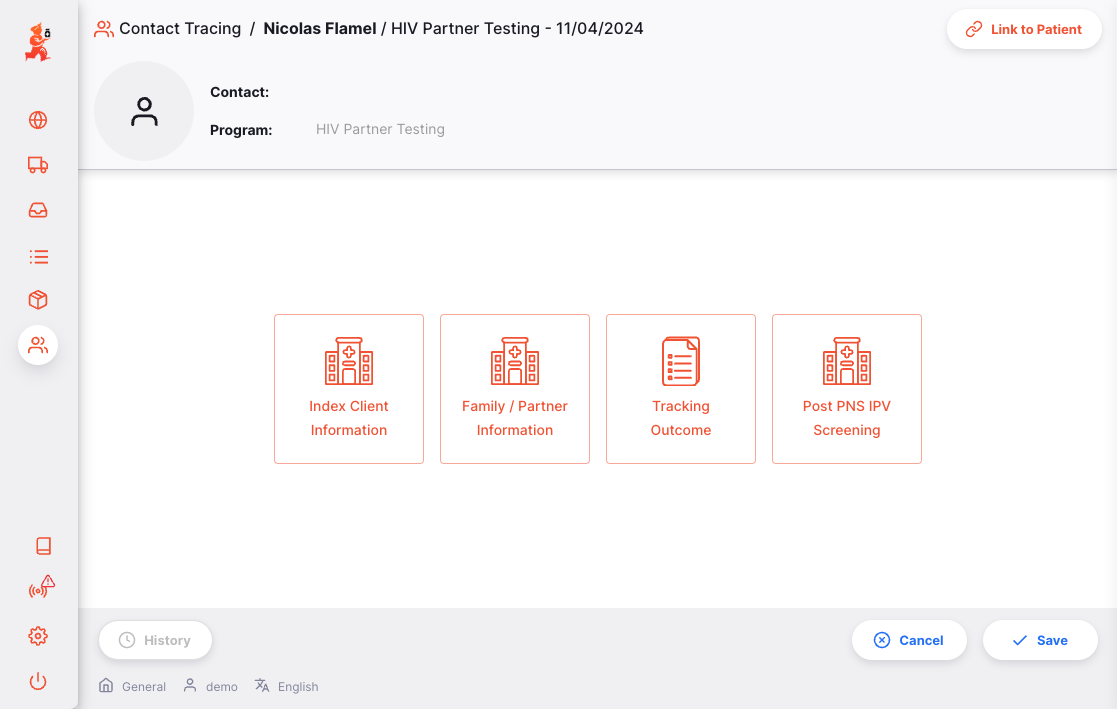 Contact Tracing / Nicolas Flamel / HIV Partner Testing - 11/04/2024
Link to Patient
Contact:
Program: HIV Partner Testing
Index Client
Information
Family / Partner
Information
Tracking
Outcome
Post PNS IPV
Screening
History
Cancel
Save
General
demo
English